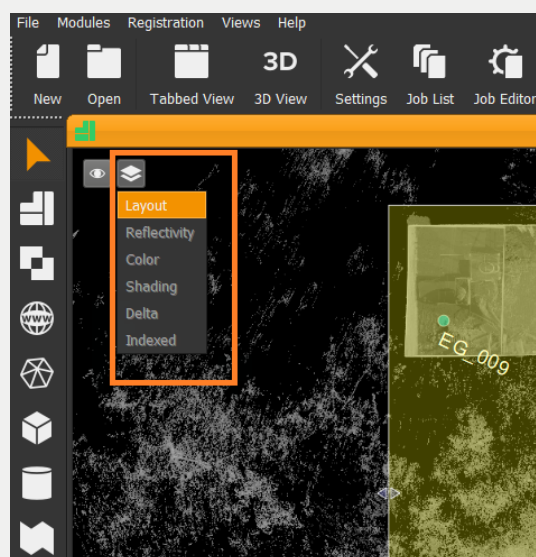 File Modules Registration Views Help
3D
New Open Tabbed View 3D View Settings Job List Job Editor
Layout
Reflectivity
Color
Shading
Delta
Indexed
WWW
EG_009